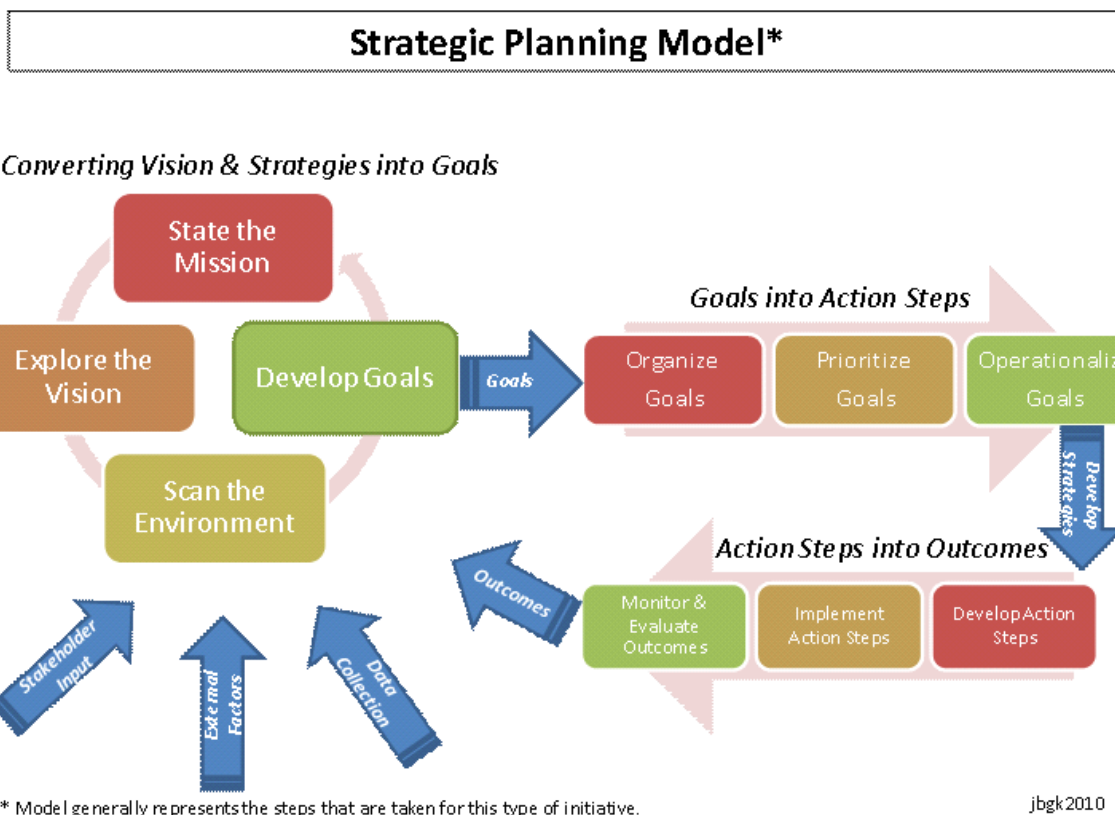 Strategic Planning Model*
Converting Vision & Strategies into Goals
State the
Mission
Explore the
Vision
Develop Goals
Scan the
Environment
Goals
Goals into Action Steps
Organize
Goals
Prioritize
Goals
Operationaliz
Goals
Develop
Strategies
Action Steps into Outcomes
Develop Action
Steps
Implement
Action Steps
Monitor &
Evaluate
Outcomes
Outcomes
Stakeholder
Input
External
Factors
Data
Collection
* Model generally represents the steps that are taken for this type of initiative.
jbgk2010